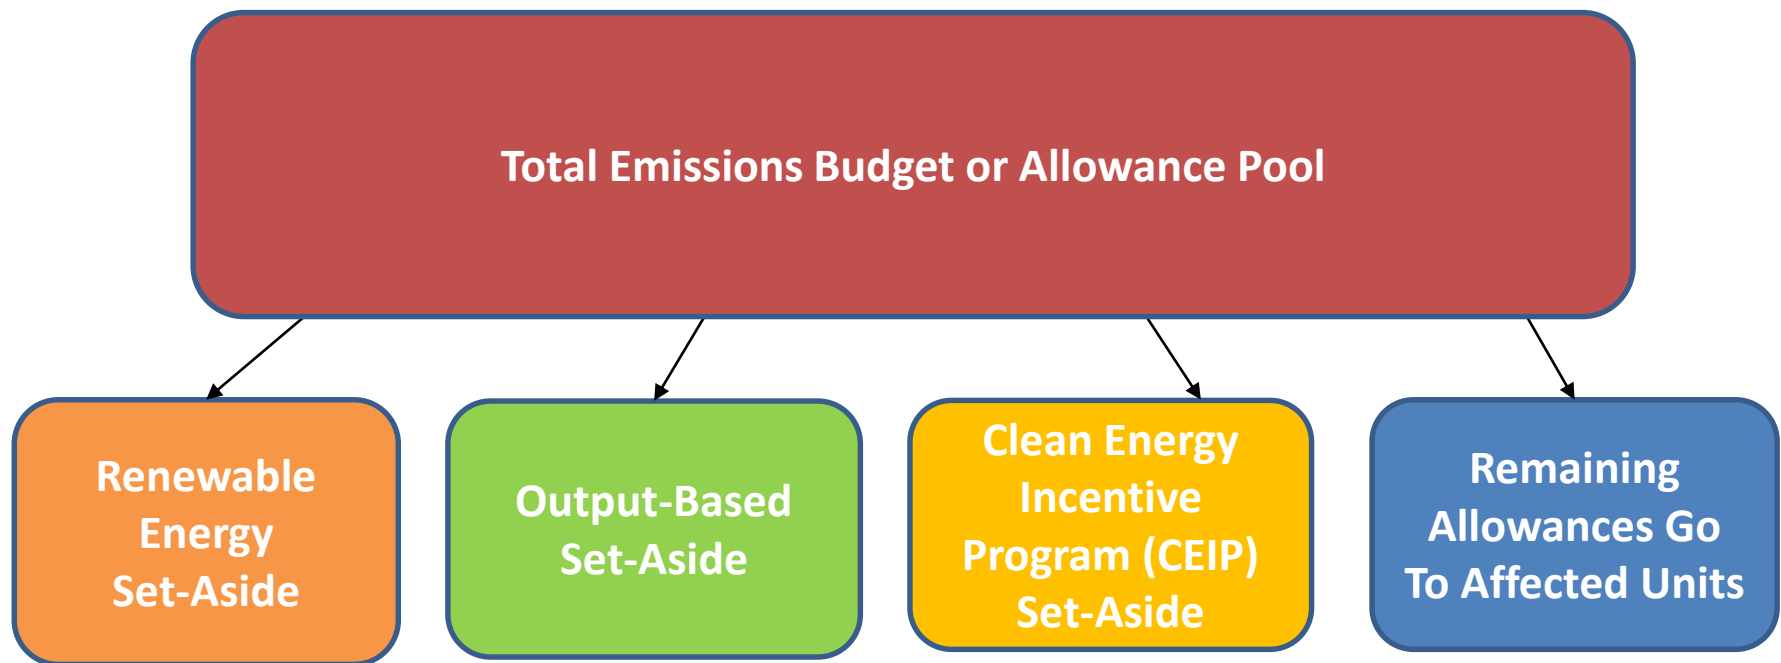 Total Emissions Budget or Allowance Pool
Renewable
Energy
Set-Aside
Output-Based
Set-Aside
Clean Energy
Incentive
Program (CEIP)
Set-Aside
Remaining
Allowances Go
To Affected Units